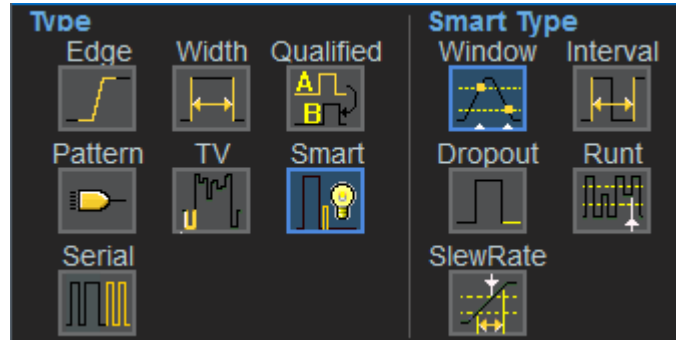 Type
Edge Width Qualified
A
B
Pattern TV Smart
U
Serial
Smart Type
Window Interval
Dropout Runt
SlewRate